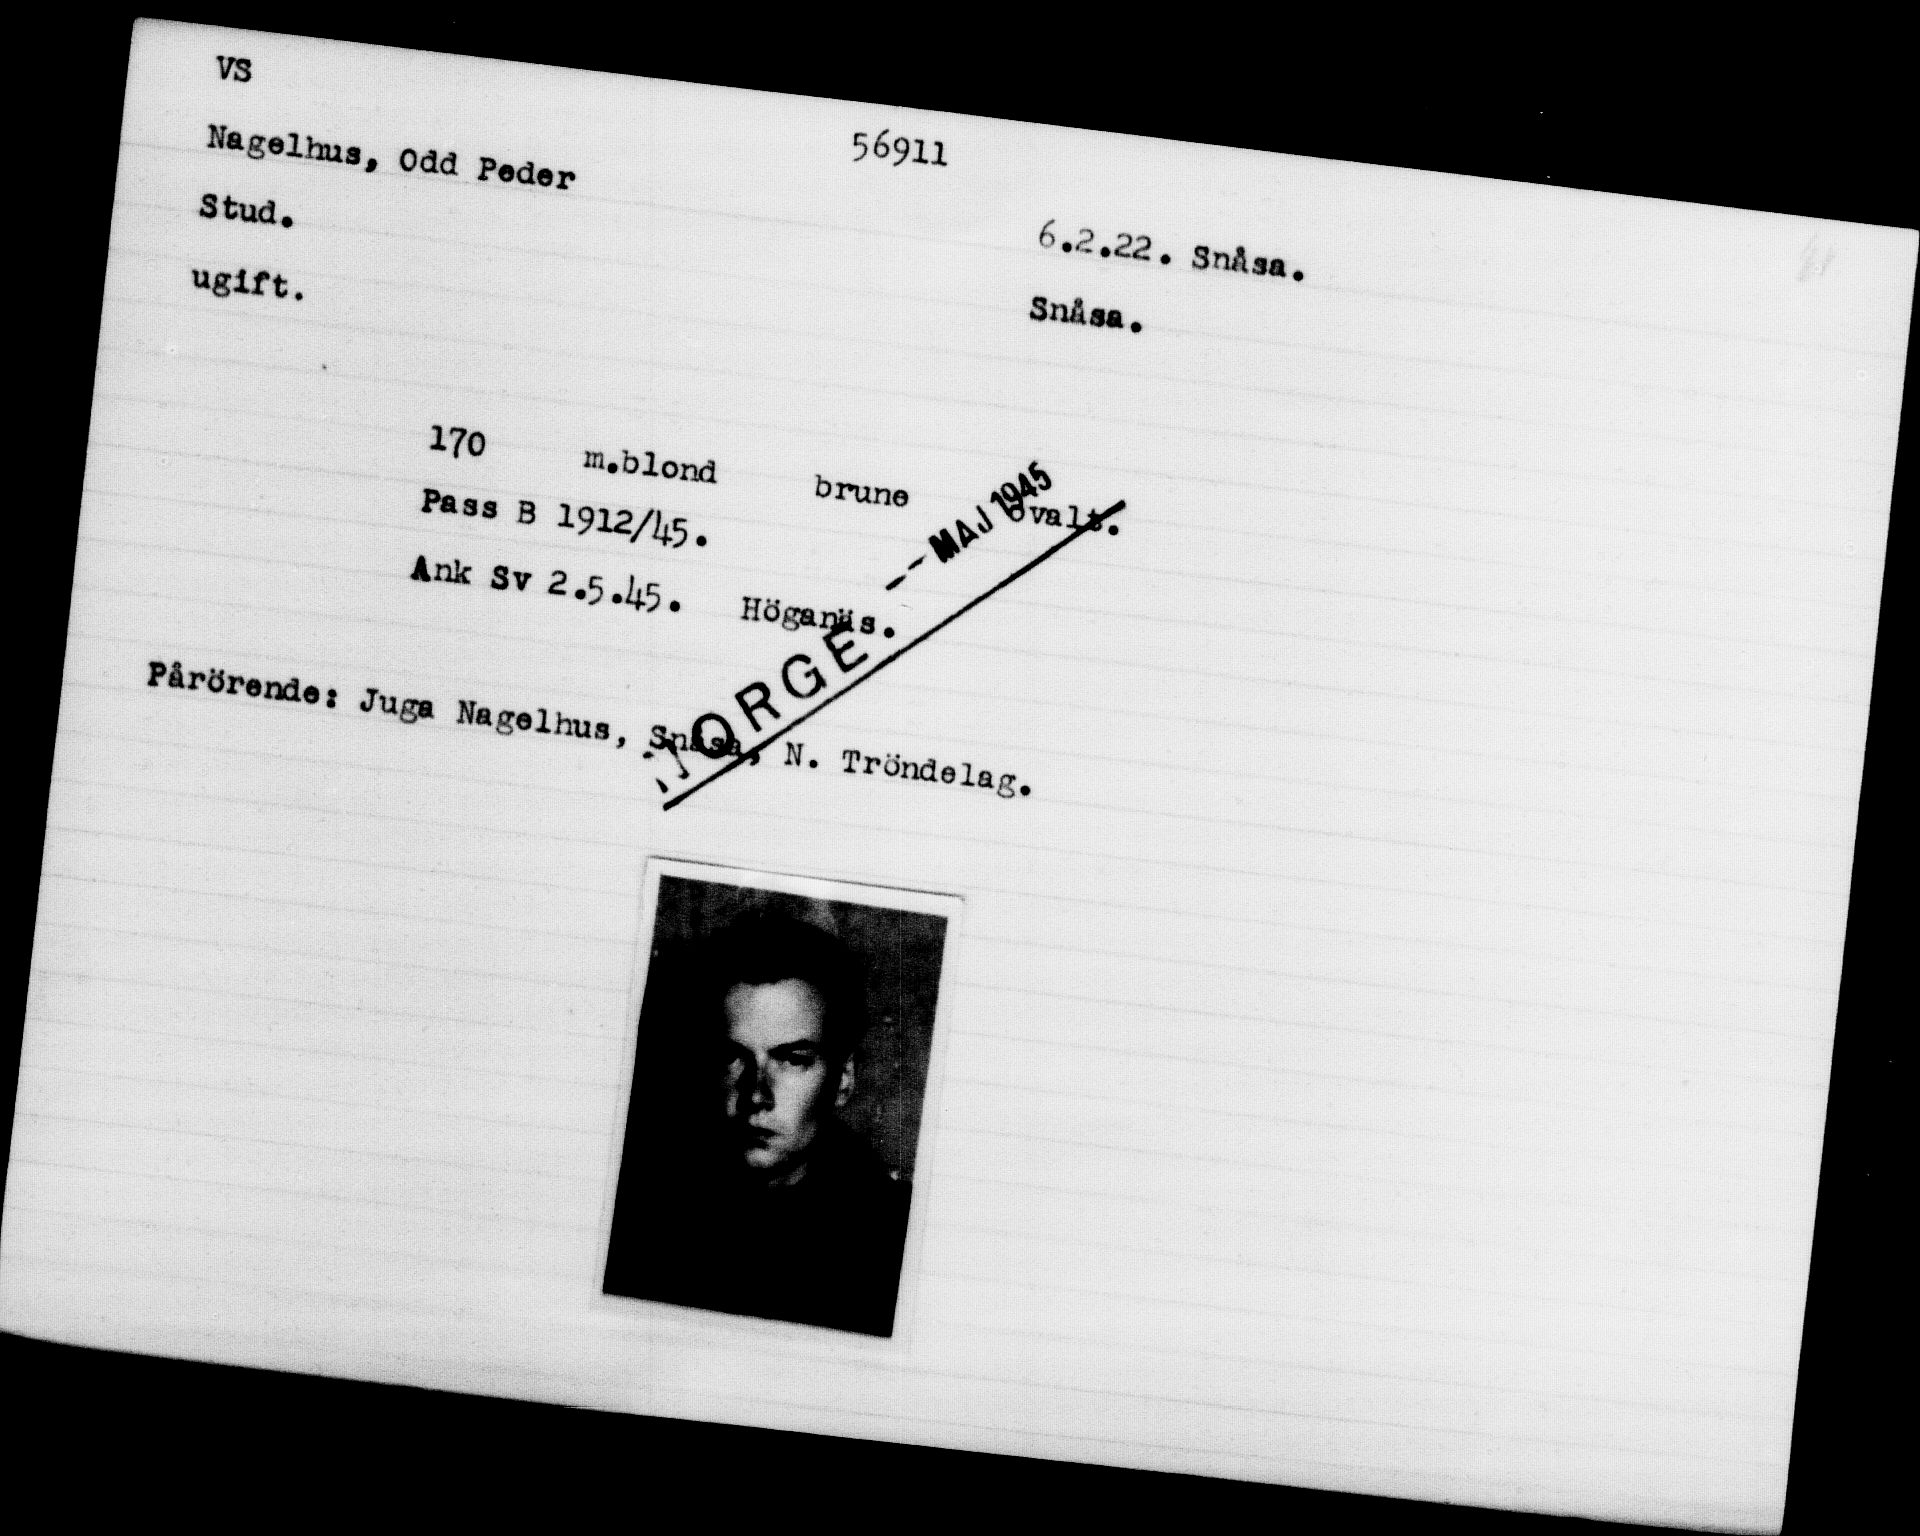 VS
56911
Nagelhus, Odd Peder
6.2.22. Snåsa.
Stud.
Snåsa.
ugift.
170 m.blond brune ovalt.
Pass B 1912/45.
-- MAJ 1945
Ank Sv 2.5.45. Höganäs.
NORGE
Pårörende: Juga Nagelhus, Snåsa, N. Tröndelag.